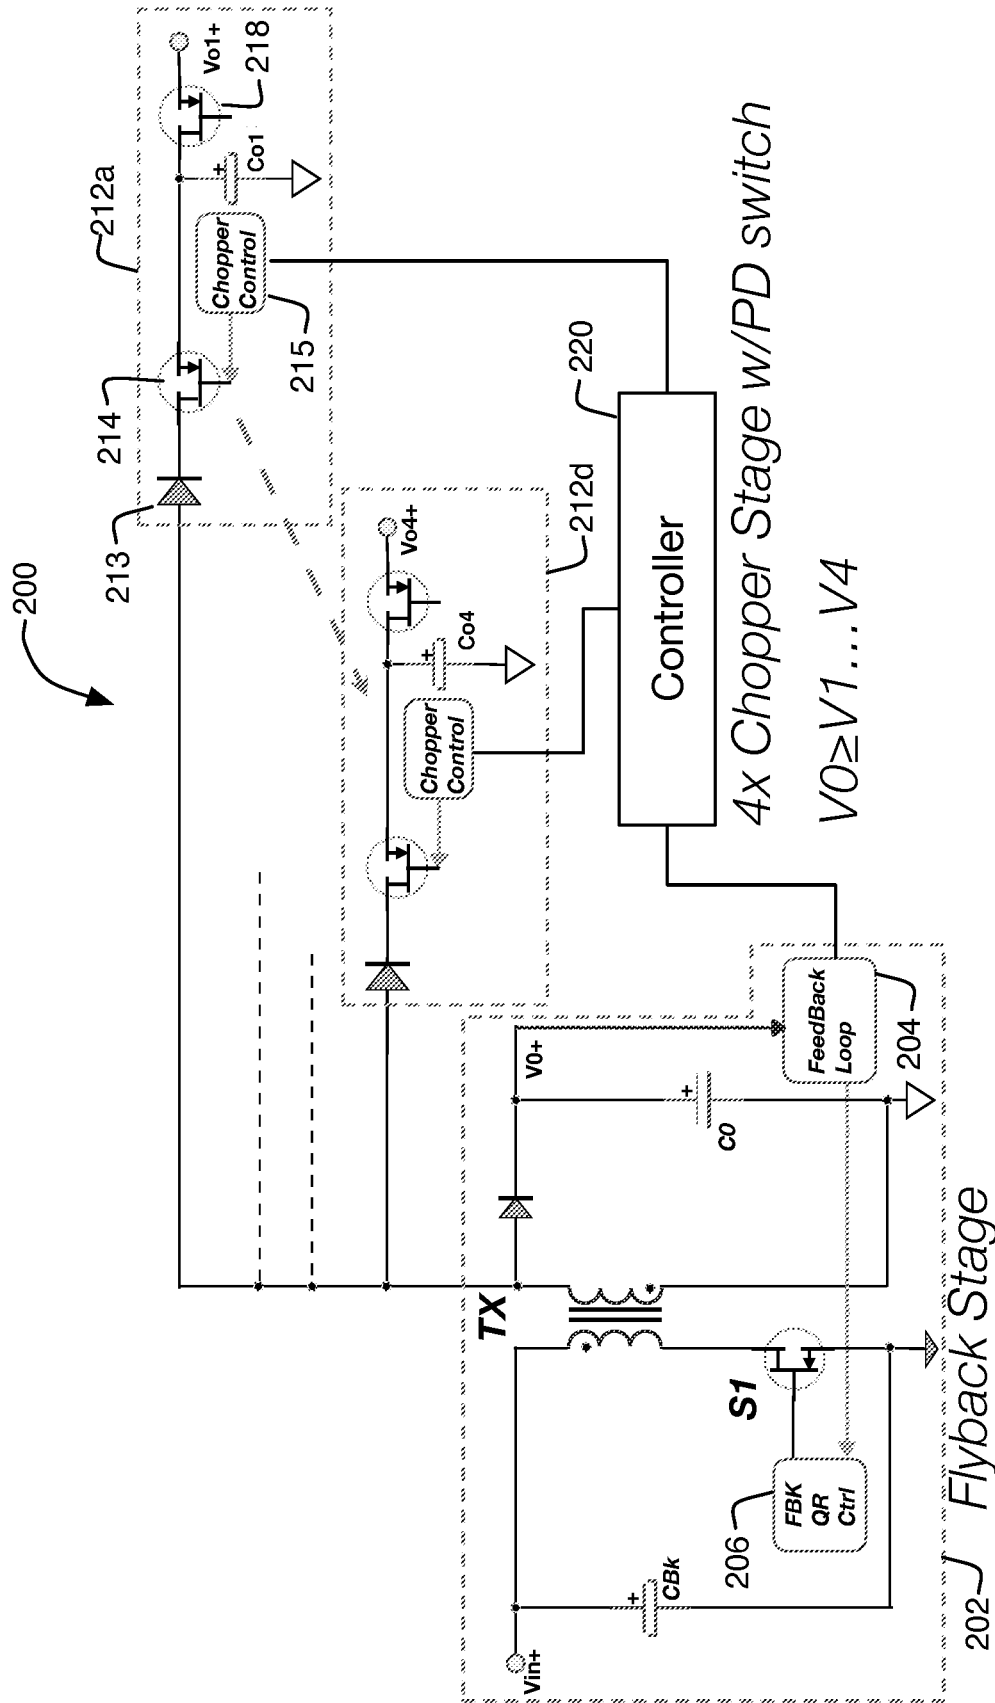 200
212a
213
214
Chopper
Control
215
Co1
+
Vo1+
218
212d
Chopper
Control
Co4
+
Vo4+
220
Controller
4x Chopper Stage w/PD switch
V0≥V1....V4
Vin+
CBk
+
206
FBK
QR
Ctrl
S1
TX
C0
+
V0+
FeedBack
Loop
204
202
Flyback Stage